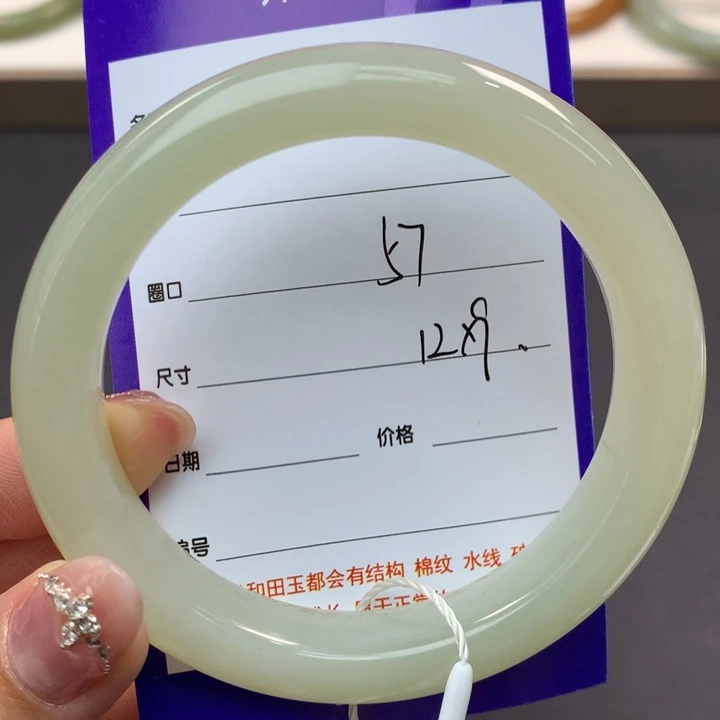 圈口 57
尺寸 12x9.
日期 价格
编号
和田玉都会有结构 棉纹 水线